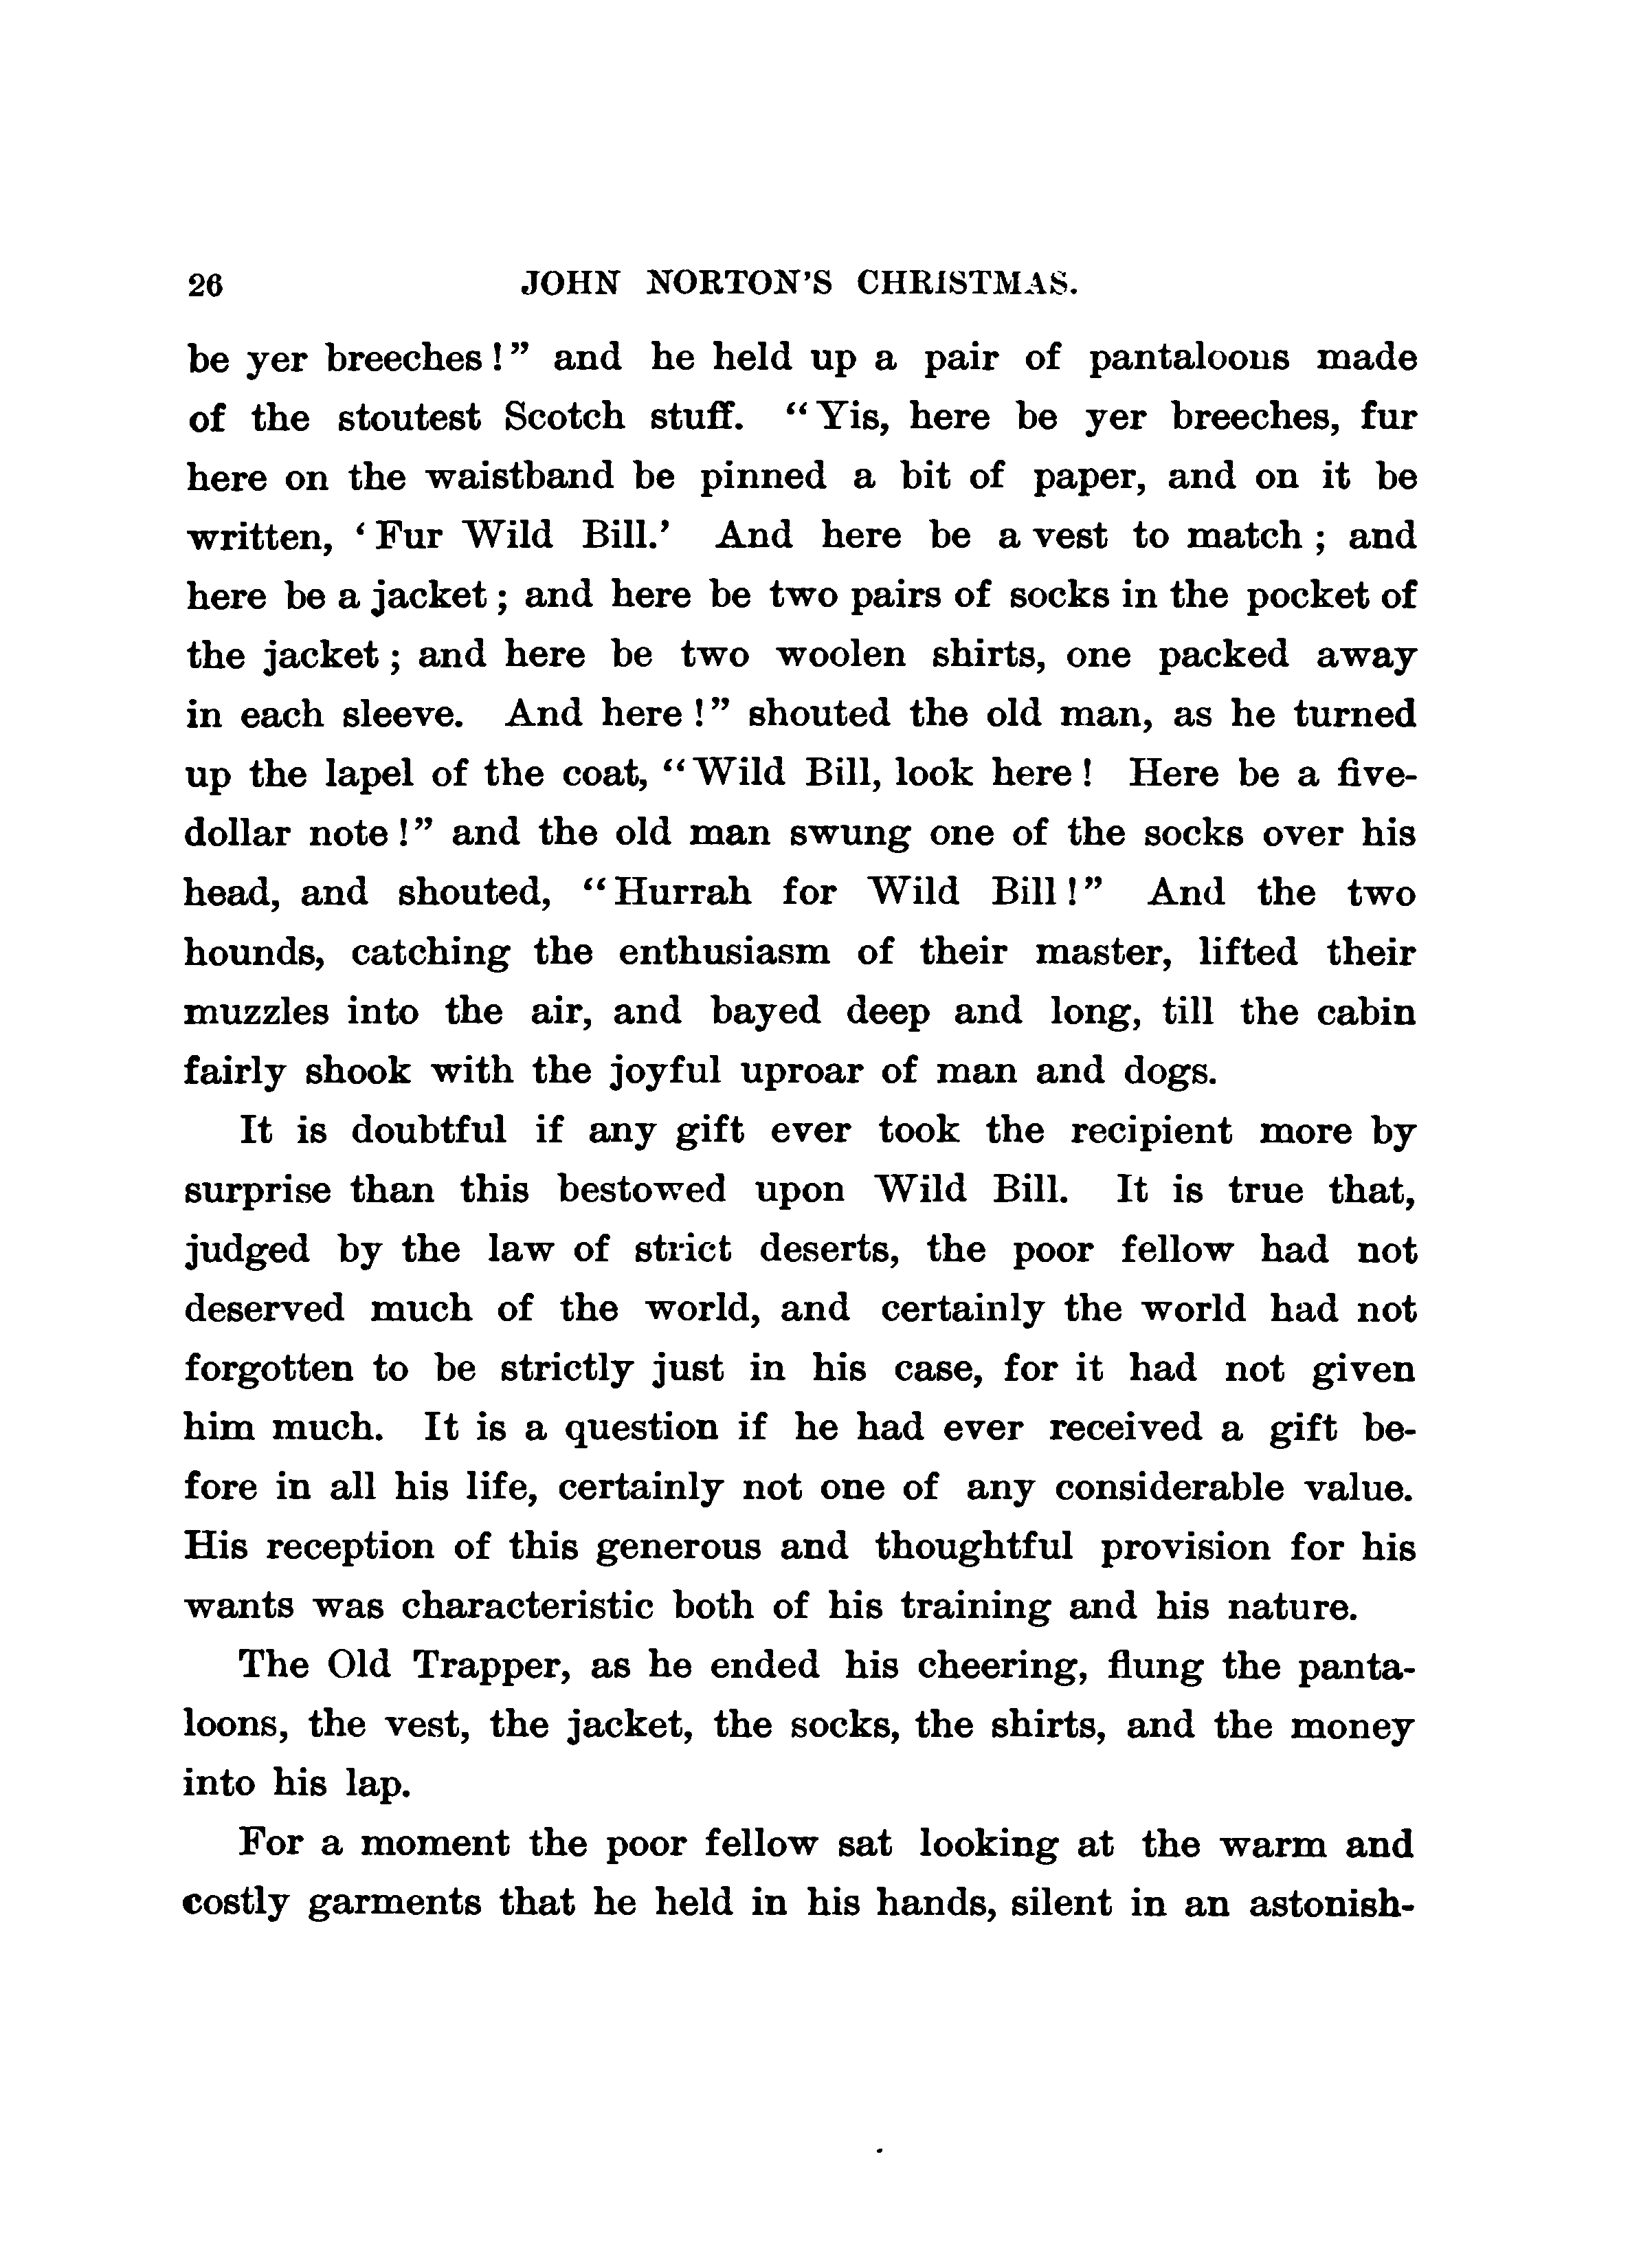 26 JOHN NORTON'S CHRISTMAS.
be yer breeches!” and he held up a pair of pantaloons made
of the stoutest Scotch stuff. “Yis, here be yer breeches, fur
here on the waistband be pinned a bit of paper, and on it be
written, ‘Fur Wild Bill.’ And here be a vest to match; and
here be a jacket; and here be two pairs of socks in the pocket of
the jacket; and here be two woolen shirts, one packed away
in each sleeve. And here!” shouted the old man, as he turned
up the lapel of the coat, “Wild Bill, look here! Here be a five-
dollar note!” and the old man swung one of the socks over his
head, and shouted, “Hurrah for Wild Bill!” And the two
hounds, catching the enthusiasm of their master, lifted their
muzzles into the air, and bayed deep and long, till the cabin
fairly shook with the joyful uproar of man and dogs.
It is doubtful if any gift ever took the recipient more by
surprise than this bestowed upon Wild Bill. It is true that,
judged by the law of strict deserts, the poor fellow had not
deserved much of the world, and certainly the world had not
forgotten to be strictly just in his case, for it had not given
him much. It is a question if he had ever received a gift be-
fore in all his life, certainly not one of any considerable value.
His reception of this generous and thoughtful provision for his
wants was characteristic both of his training and his nature.
The Old Trapper, as he ended his cheering, flung the panta-
loons, the vest, the jacket, the socks, the shirts, and the money
into his lap.
For a moment the poor fellow sat looking at the warm and
costly garments that he held in his hands, silent in an astonish-